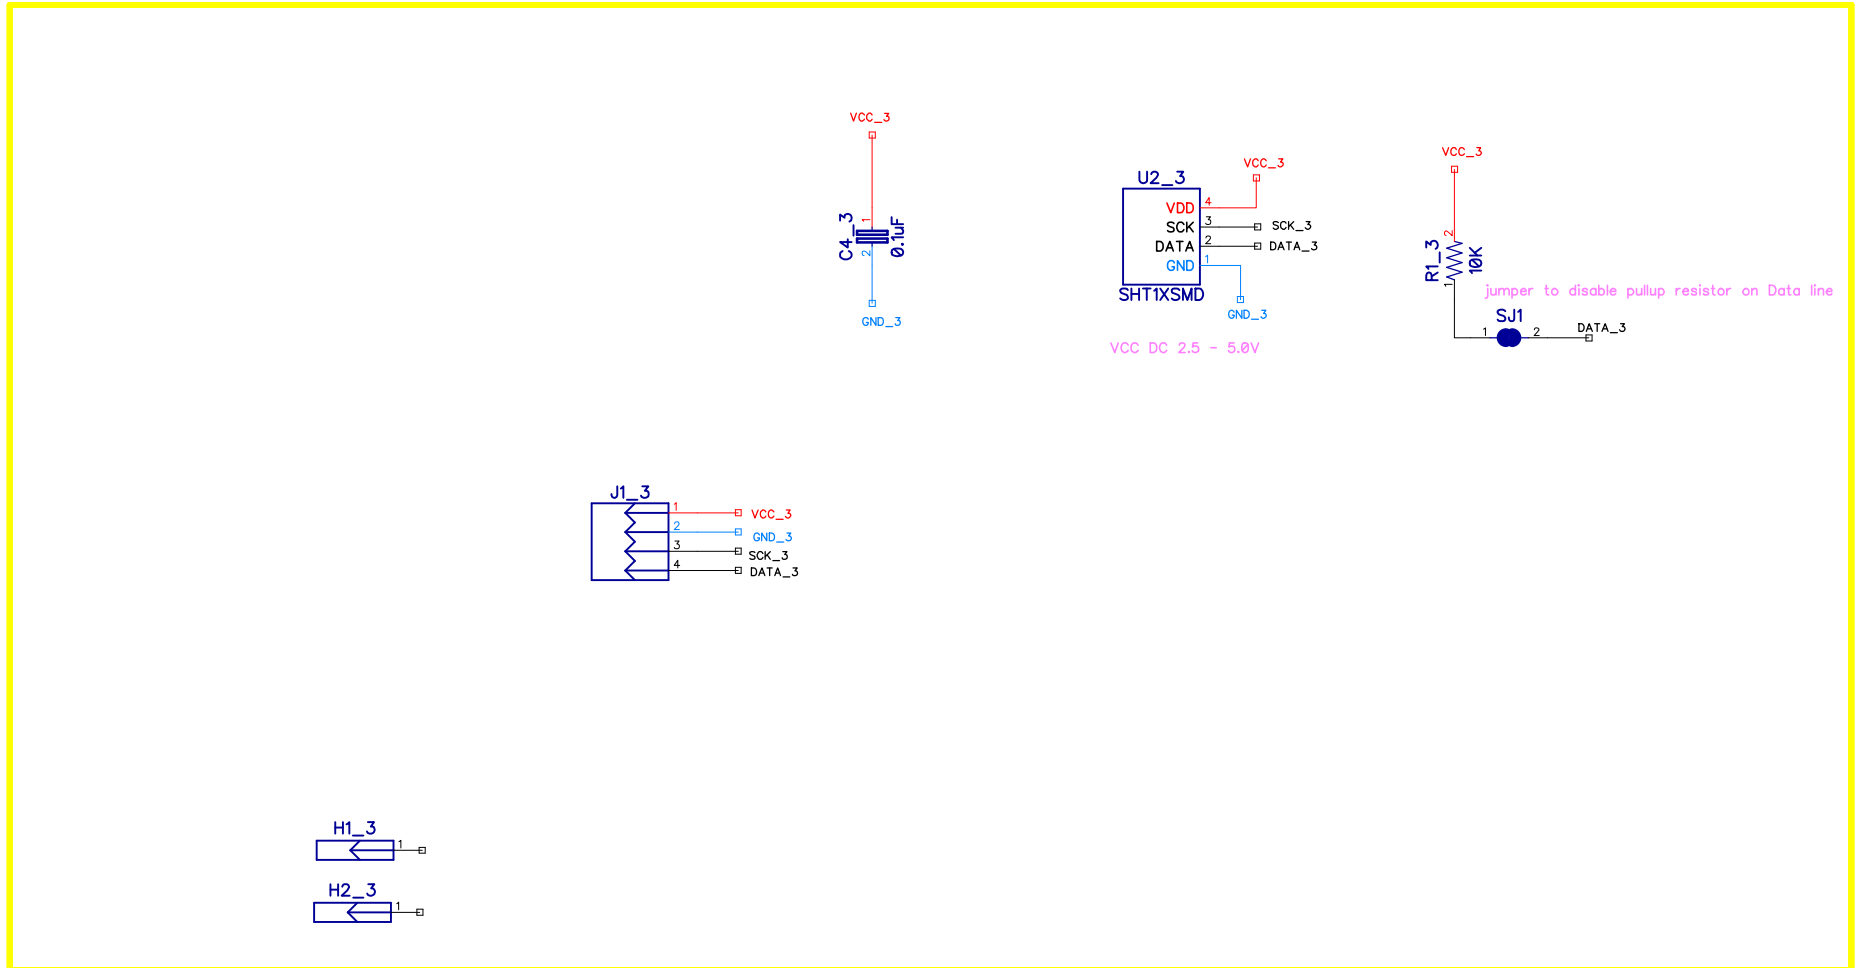 VCC_3
1
C4_3
0.1uF
2
GND_3
U2_3
VCC_3
VDD 4
SCK 3 SCK_3
DATA 2 DATA_3
GND 1
SHT1XSMD
GND_3
VCC DC 2.5 - 5.0V
VCC_3
2
R1_3
10K
1
jumper to disable pullup resistor on Data line
SJ1
1 2 DATA_3
J1_3
1 VCC_3
2 GND_3
3 SCK_3
4 DATA_3
H1_3
1
H2_3
1